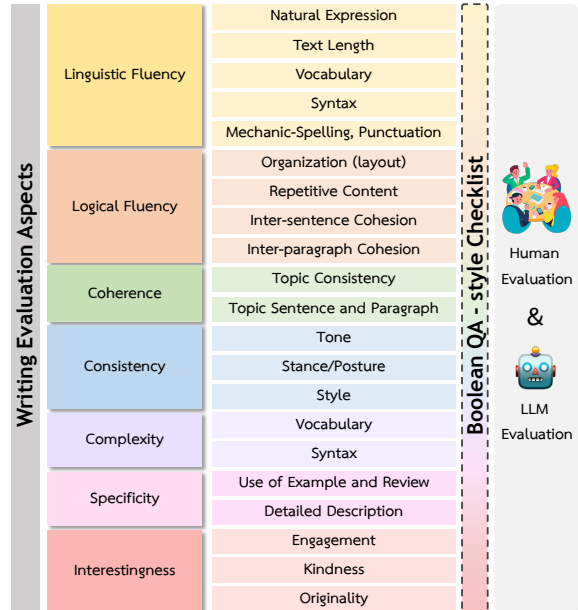 Writing Evaluation Aspects
Linguistic Fluency
Natural Expression
Text Length
Vocabulary
Syntax
Mechanic-Spelling, Punctuation
Logical Fluency
Organization (layout)
Repetitive Content
Inter-sentence Cohesion
Inter-paragraph Cohesion
Coherence
Topic Consistency
Topic Sentence and Paragraph
Consistency
Tone
Stance/Posture
Style
Complexity
Vocabulary
Syntax
Specificity
Use of Example and Review
Detailed Description
Interestingness
Engagement
Kindness
Originality
Boolean QA - style Checklist
Human
Evaluation
&
LLM
Evaluation